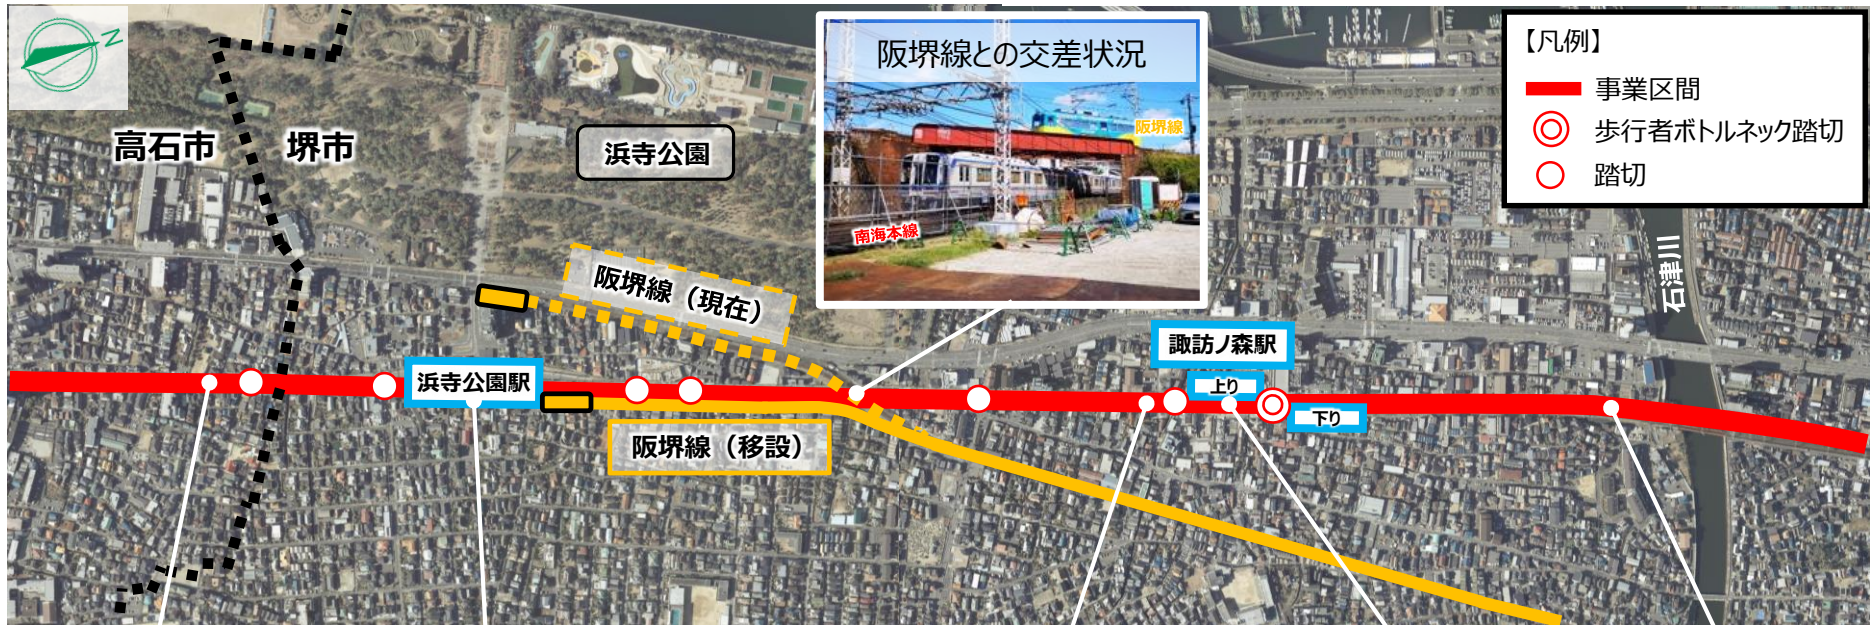 N
高石市
堺市
浜寺公園
阪堺線との交差状況
阪堺線
南海本線
【凡例】
事業区間
歩行者ボトルネック踏切
踏切
石津川
阪堺線（現在）
浜寺公園駅
阪堺線（移設）
諏訪ノ森駅
上り
下り